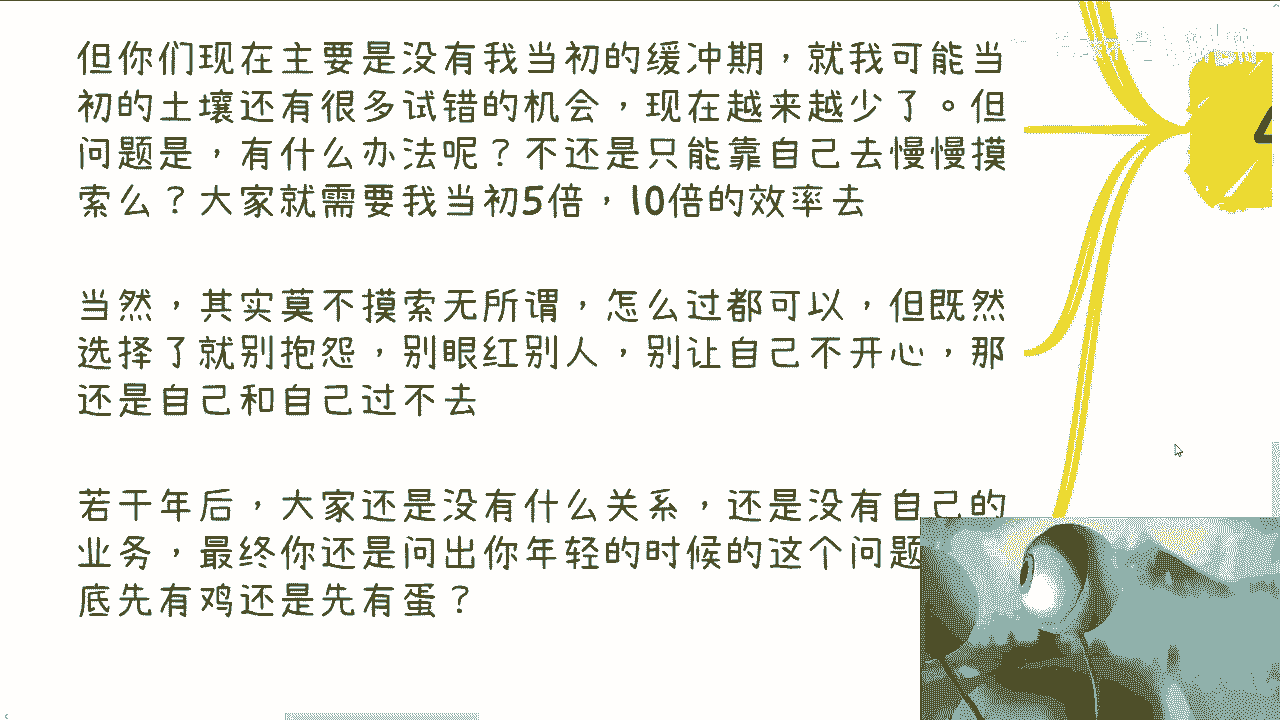 但你们现在主要是没有我当初的缓冲期，就我可能当
初的土壤还有很多试错的机会，现在越来越少了。但
问题是，有什么办法呢？不还是只能靠自己去慢慢摸
索么？大家就需要我当初5倍，10倍的效率去
当然，其实莫不摸索无所谓，怎么过都可以，但既然
选择了就别抱怨，别眼红别人，别让自己不开心，那
还是自己和自己过不去
若干年后，大家还是没有什么关系，还是没有自己的
业务，最终你还是问出你年轻的时候的这个问题
底先有鸡还是先有蛋？